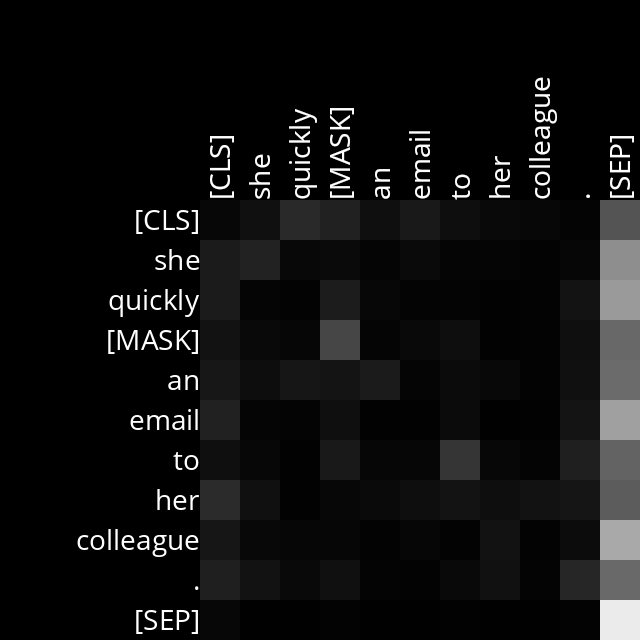 [CLS]
she
quickly
[MASK]
an
email
to
her
colleague
.
[SEP]
[CLS]
she
quickly
[MASK]
an
email
to
her
colleague
.
[SEP]